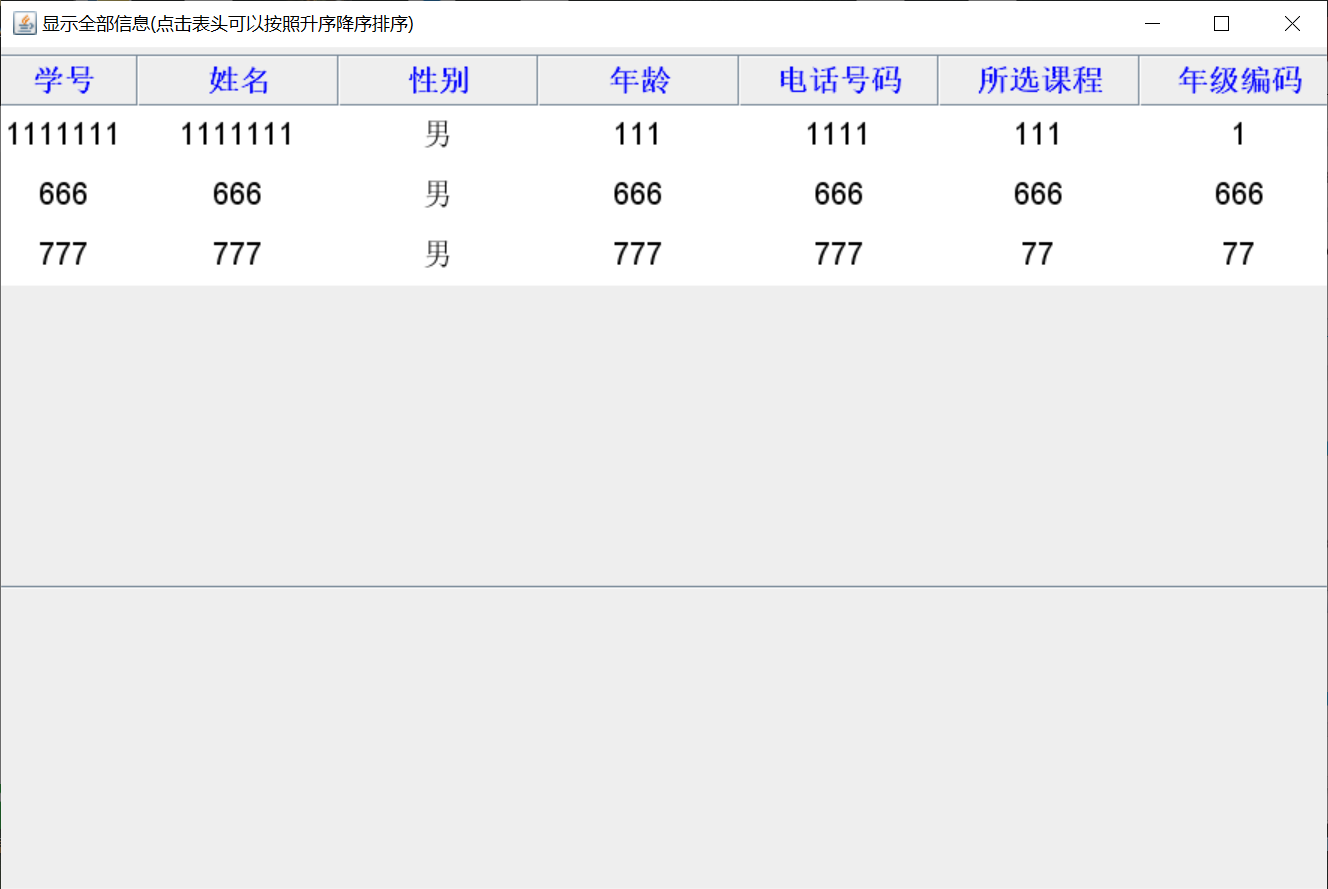 显示全部信息(点击表头可以按照升序降序排序)
学号 姓名 性别 年龄 电话号码 所选课程 年级编码
1111111 1111111 男 111 1111 111 1
666 666 男 666 666 666 666
777 777 男 777 777 77 77